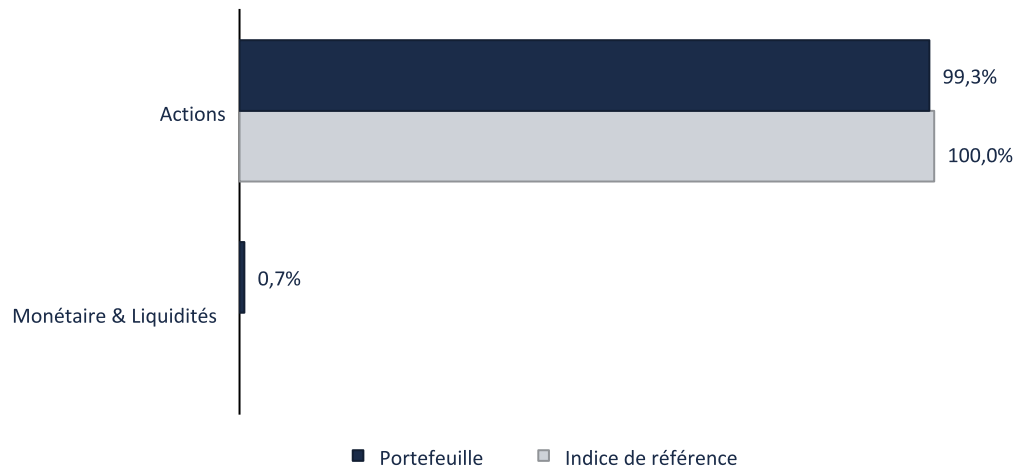 Actions
99,3%
100,0%
Monétaire & Liquidités
0,7%
Portefeuille
Indice de référence